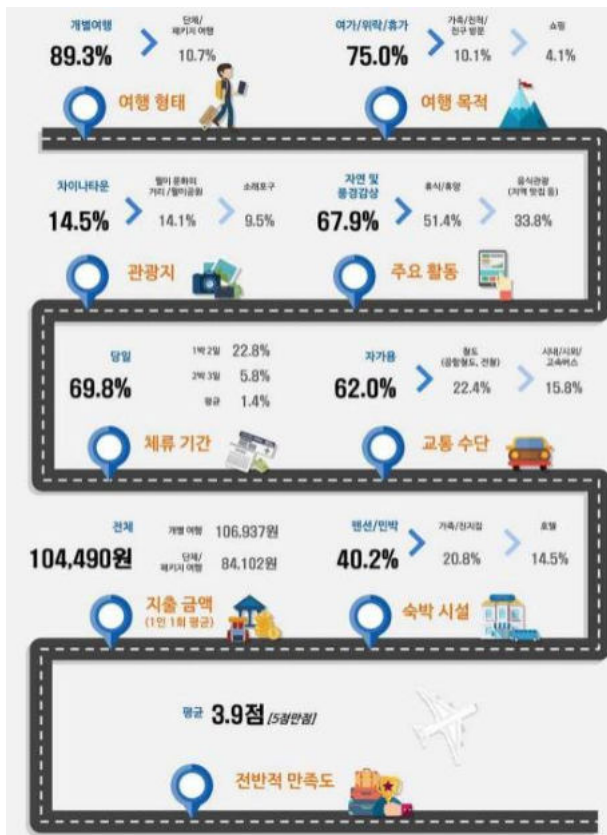 개별여행
89.3%
단체/
패키지 여행
10.7%
여행 형태
여가/위락/휴가
75.0%
가족/친척/
친구 방문
10.1%
쇼핑
4.1%
여행 목적
차이나타운
14.5%
월미 문화의
거리/월미공원
14.1%
소래포구
9.5%
관광지
자연 및
풍경감상
67.9%
휴식/휴양
51.4%
음식관광
(지역 맛집 등)
33.8%
주요 활동
당일
69.8%
1박 2일 22.8%
2박 3일 5.8%
평균 1.4%
체류 기간
자가용
62.0%
철도
(공항철도, 전철)
22.4%
시내/시외/
고속버스
15.8%
교통 수단
전체
104,490원
개별 여행 106,937원
단체/
패키지 여행 84,102원
지출 금액
(1인 1회 평균)
펜션/민박
40.2%
가족/친지집
20.8%
호텔
14.5%
숙박 시설
평균 3.9점 [5점만점]
전반적 만족도